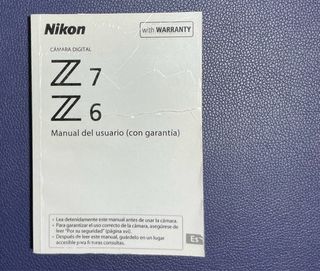 Nikon
with WARRANTY
CÁMARA DIGITAL
Z 7
Z 6
Manual del usuario (con garantía)
• Lea detenidamente este manual antes de usar la cámara.
• Para garantizar el uso correcto de la cámara, asegúrese de
leer "Por su seguridad" (página xvi).
• Después de leer este manual, guárdelo en un lugar
accesible para futuras consultas.
Es